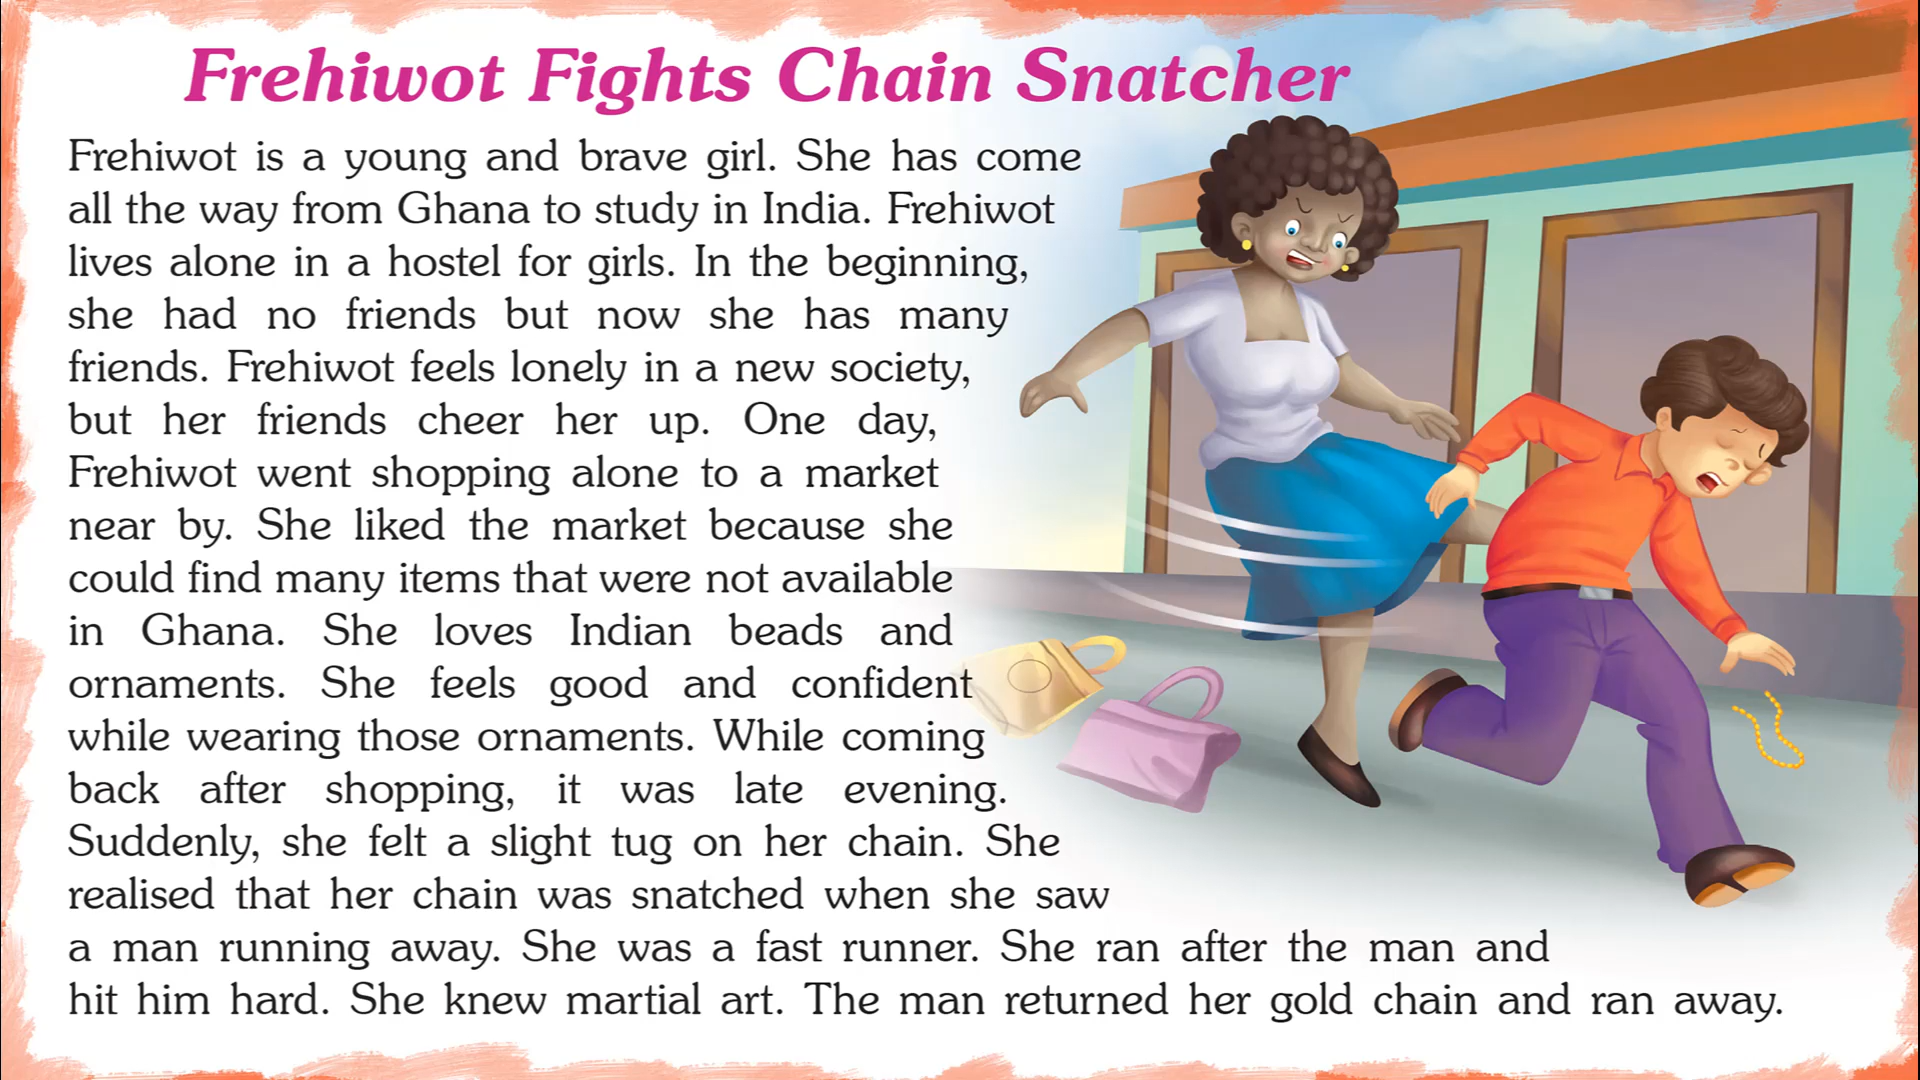 Frehiwot Fights Chain Snatcher
Frehiwot is a young and brave girl. She has come
all the way from Ghana to study in India. Frehiwot
lives alone in a hostel for girls. In the beginning,
she had no friends but now she has many
friends. Frehiwot feels lonely in a new society,
but her friends cheer her up. One day,
Frehiwot went shopping alone to a market
near by. She liked the market because she
could find many items that were not available
in Ghana. She loves Indian beads and
ornaments. She feels good and confident
while wearing those ornaments. While coming
back after shopping, it was late evening.
Suddenly, she felt a slight tug on her chain. She
realised that her chain was snatched when she saw
a man running away. She was a fast runner. She ran after the man and
hit him hard. She knew martial art. The man returned her gold chain and ran away.